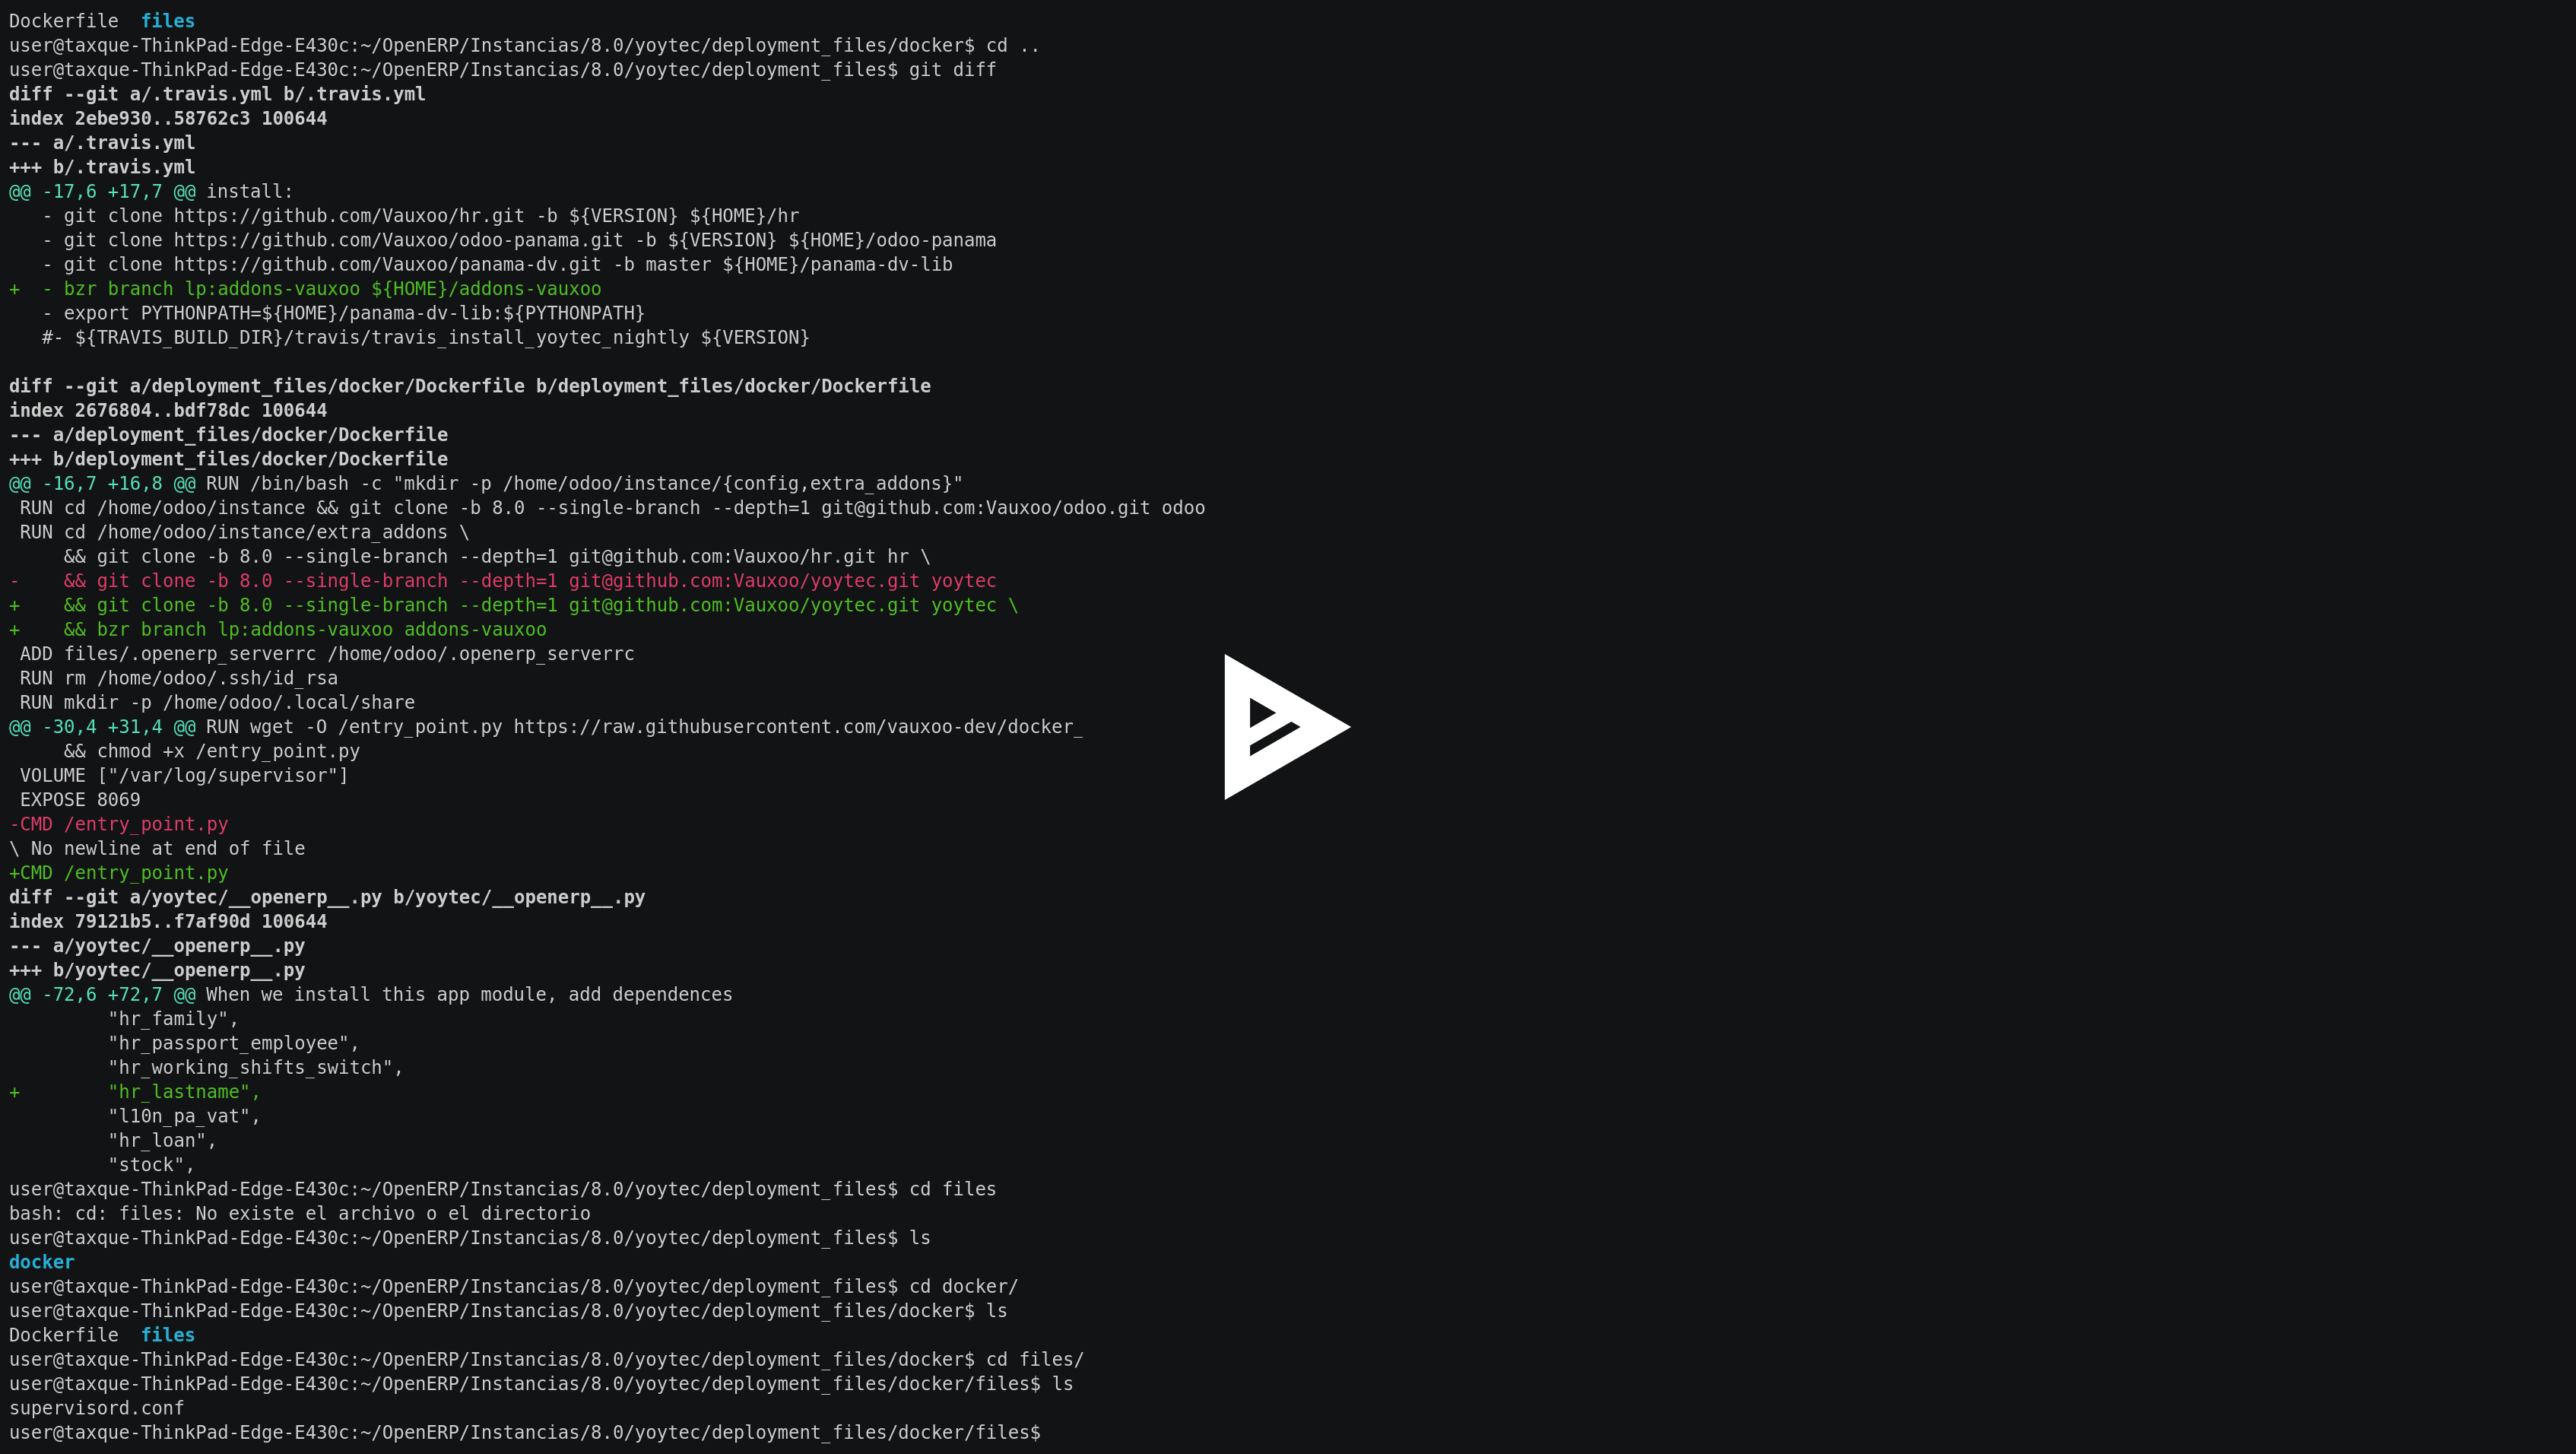 Dockerfile  files
user@taxque-ThinkPad-Edge-E430c:~/OpenERP/Instancias/8.0/yoytec/deployment_files/docker$ cd ..
user@taxque-ThinkPad-Edge-E430c:~/OpenERP/Instancias/8.0/yoytec/deployment_files$ git diff
diff --git a/.travis.yml b/.travis.yml
index 2ebe930..58762c3 100644
--- a/.travis.yml
+++ b/.travis.yml
@@ -17,6 +17,7 @@ install:
   - git clone https://github.com/Vauxoo/hr.git -b ${VERSION} ${HOME}/hr
   - git clone https://github.com/Vauxoo/odoo-panama.git -b ${VERSION} ${HOME}/odoo-panama
   - git clone https://github.com/Vauxoo/panama-dv.git -b master ${HOME}/panama-dv-lib
+  - bzr branch lp:addons-vauxoo ${HOME}/addons-vauxoo
   - export PYTHONPATH=${HOME}/panama-dv-lib:${PYTHONPATH}
   #- ${TRAVIS_BUILD_DIR}/travis/travis_install_yoytec_nightly ${VERSION}

diff --git a/deployment_files/docker/Dockerfile b/deployment_files/docker/Dockerfile
index 2676804..bdf78dc 100644
--- a/deployment_files/docker/Dockerfile
+++ b/deployment_files/docker/Dockerfile
@@ -16,7 +16,8 @@ RUN /bin/bash -c "mkdir -p /home/odoo/instance/{config,extra_addons}"
 RUN cd /home/odoo/instance && git clone -b 8.0 --single-branch --depth=1 git@github.com:Vauxoo/odoo.git odoo
 RUN cd /home/odoo/instance/extra_addons \
     && git clone -b 8.0 --single-branch --depth=1 git@github.com:Vauxoo/hr.git hr \
-    && git clone -b 8.0 --single-branch --depth=1 git@github.com:Vauxoo/yoytec.git yoytec
+    && git clone -b 8.0 --single-branch --depth=1 git@github.com:Vauxoo/yoytec.git yoytec \
+    && bzr branch lp:addons-vauxoo addons-vauxoo
 ADD files/.openerp_serverrc /home/odoo/.openerp_serverrc
 RUN rm /home/odoo/.ssh/id_rsa
 RUN mkdir -p /home/odoo/.local/share
@@ -30,4 +31,4 @@ RUN wget -O /entry_point.py https://raw.githubusercontent.com/vauxoo-dev/docker_
     && chmod +x /entry_point.py
 VOLUME ["/var/log/supervisor"]
 EXPOSE 8069
-CMD /entry_point.py
\ No newline at end of file
+CMD /entry_point.py
diff --git a/yoytec/__openerp__.py b/yoytec/__openerp__.py
index 79121b5..f7af90d 100644
--- a/yoytec/__openerp__.py
+++ b/yoytec/__openerp__.py
@@ -72,6 +72,7 @@ When we install this app module, add dependences
         "hr_family",
         "hr_passport_employee",
         "hr_working_shifts_switch",
+        "hr_lastname",
         "l10n_pa_vat",
         "hr_loan",
         "stock",
user@taxque-ThinkPad-Edge-E430c:~/OpenERP/Instancias/8.0/yoytec/deployment_files$ cd files
bash: cd: files: No existe el archivo o el directorio
user@taxque-ThinkPad-Edge-E430c:~/OpenERP/Instancias/8.0/yoytec/deployment_files$ ls
docker
user@taxque-ThinkPad-Edge-E430c:~/OpenERP/Instancias/8.0/yoytec/deployment_files$ cd docker/
user@taxque-ThinkPad-Edge-E430c:~/OpenERP/Instancias/8.0/yoytec/deployment_files/docker$ ls
Dockerfile  files
user@taxque-ThinkPad-Edge-E430c:~/OpenERP/Instancias/8.0/yoytec/deployment_files/docker$ cd files/
user@taxque-ThinkPad-Edge-E430c:~/OpenERP/Instancias/8.0/yoytec/deployment_files/docker/files$ ls
supervisord.conf
user@taxque-ThinkPad-Edge-E430c:~/OpenERP/Instancias/8.0/yoytec/deployment_files/docker/files$